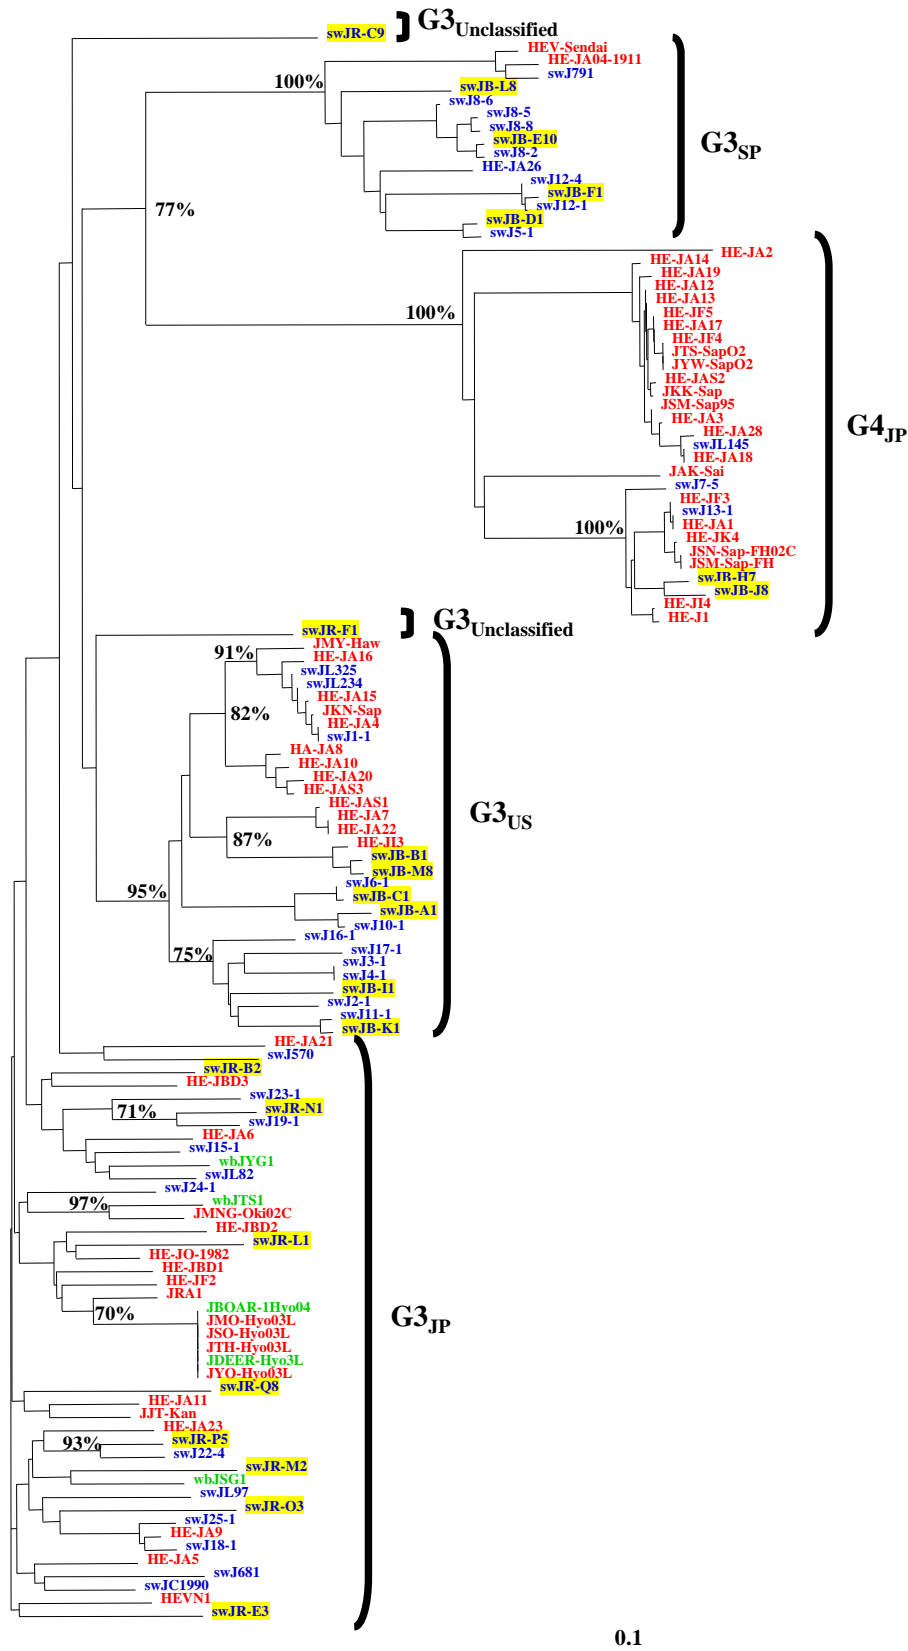 swJR-C9
G3Unclassified
HEV-Sendai
HE-JA04-1911
swJ791
100%
swJB-L8
swJ8-6
swJ8-5
swJ8-8
swJB-E10
swJ8-2
G3SP
HE-JA26
swJ12-4
swJB-F1
swJ12-1
77%
swJB-D1
swJ5-1
HE-JA2
HE-JA14
HE-JA19
HE-JA12
HE-JA13
100%
HE-JF5
HE-JA17
HE-JF4
JTS-SapO2
JYW-SapO2
HE-JAS2
JKK-Sap
JSM-Sap95
HE-JA3
G4JP
HE-JA28
swJL145
HE-JA18
JAK-Sai
swJ7-5
HE-JF3
swJ13-1
100%
HE-JA1
HE-JK4
JSN-Sap-FH02C
JSM-Sap-FH
swJB-H7
swJB-J8
HE-JI4
HE-J1
G3Unclassified
swJR-F1
JMY-Haw
91%
HE-JA16
swJL325
swJL234
HE-JA15
82%
JKN-Sap
HE-JA4
swJ1-1
HA-JA8
HE-JA10
HE-JA20
HE-JAS3
HE-JAS1
G3US
HE-JA7
HE-JA22
87%
HE-JI3
swJB-B1
swJB-M8
swJ6-1
95%
swJB-C1
swJB-A1
swJ10-1
swJ16-1
75%
swJ17-1
swJ3-1
swJ4-1
swJB-I1
swJ2-1
swJ11-1
swJB-K1
HE-JA21
swJ570
swJR-B2
HE-JBD3
swJ23-1
71%
swJR-N1
swJ19-1
HE-JA6
swJ15-1
wbJYG1
swJL82
swJ24-1
97%
wbJTS1
JMNG-Oki02C
HE-JBD2
swJR-L1
HE-JO-1982
HE-JBD1
HE-JF2
JRA1
70%
JBOAR-1Hyo04
JMO-Hyo03L
G3JP
JSO-Hyo03L
JTH-Hyo03L
JDEER-Hyo3L
JYO-Hyo03L
swJR-Q8
HE-JA11
JJT-Kan
HE-JA23
93%
swJR-P5
swJ22-4
swJR-M2
wbJSG1
swJL97
swJR-O3
swJ25-1
HE-JA9
swJ18-1
HE-JA5
swJ681
swJC1990
HEVN1
swJR-E3
0.1